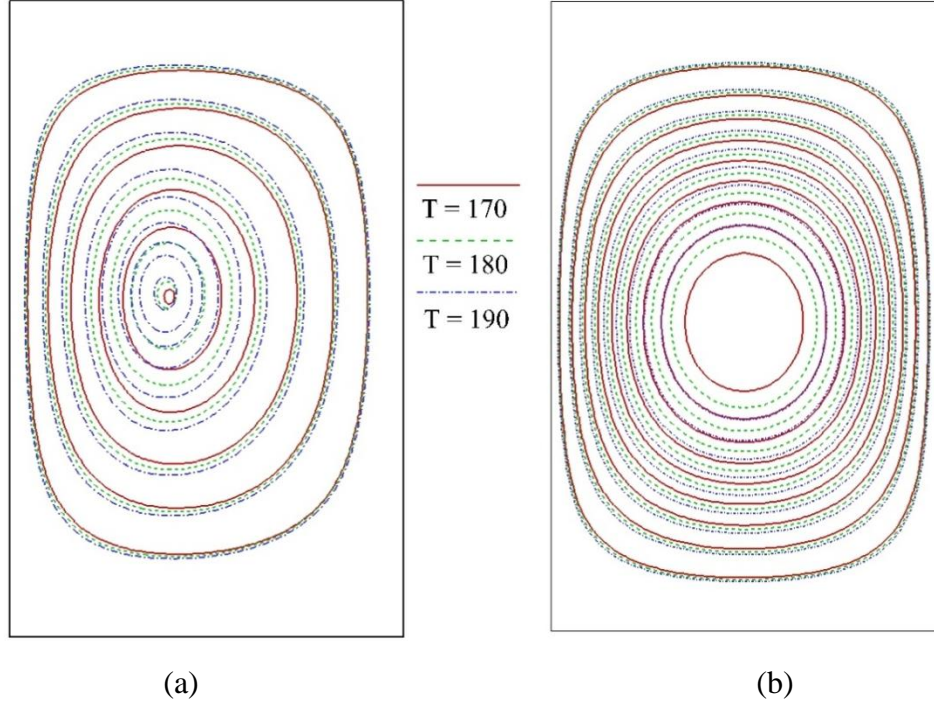 T = 170
T = 180
T = 190
(a)
(b)